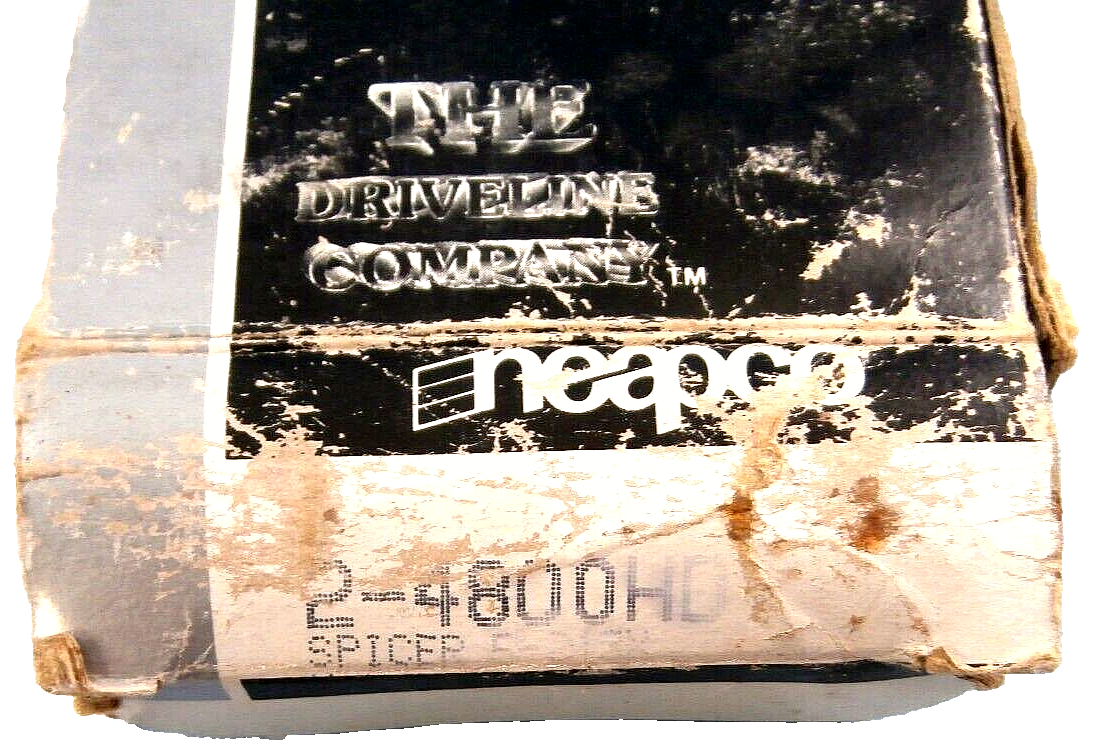 THE
DRIVELINE
COMPANY™
neapco
2-4800HD
SPICER